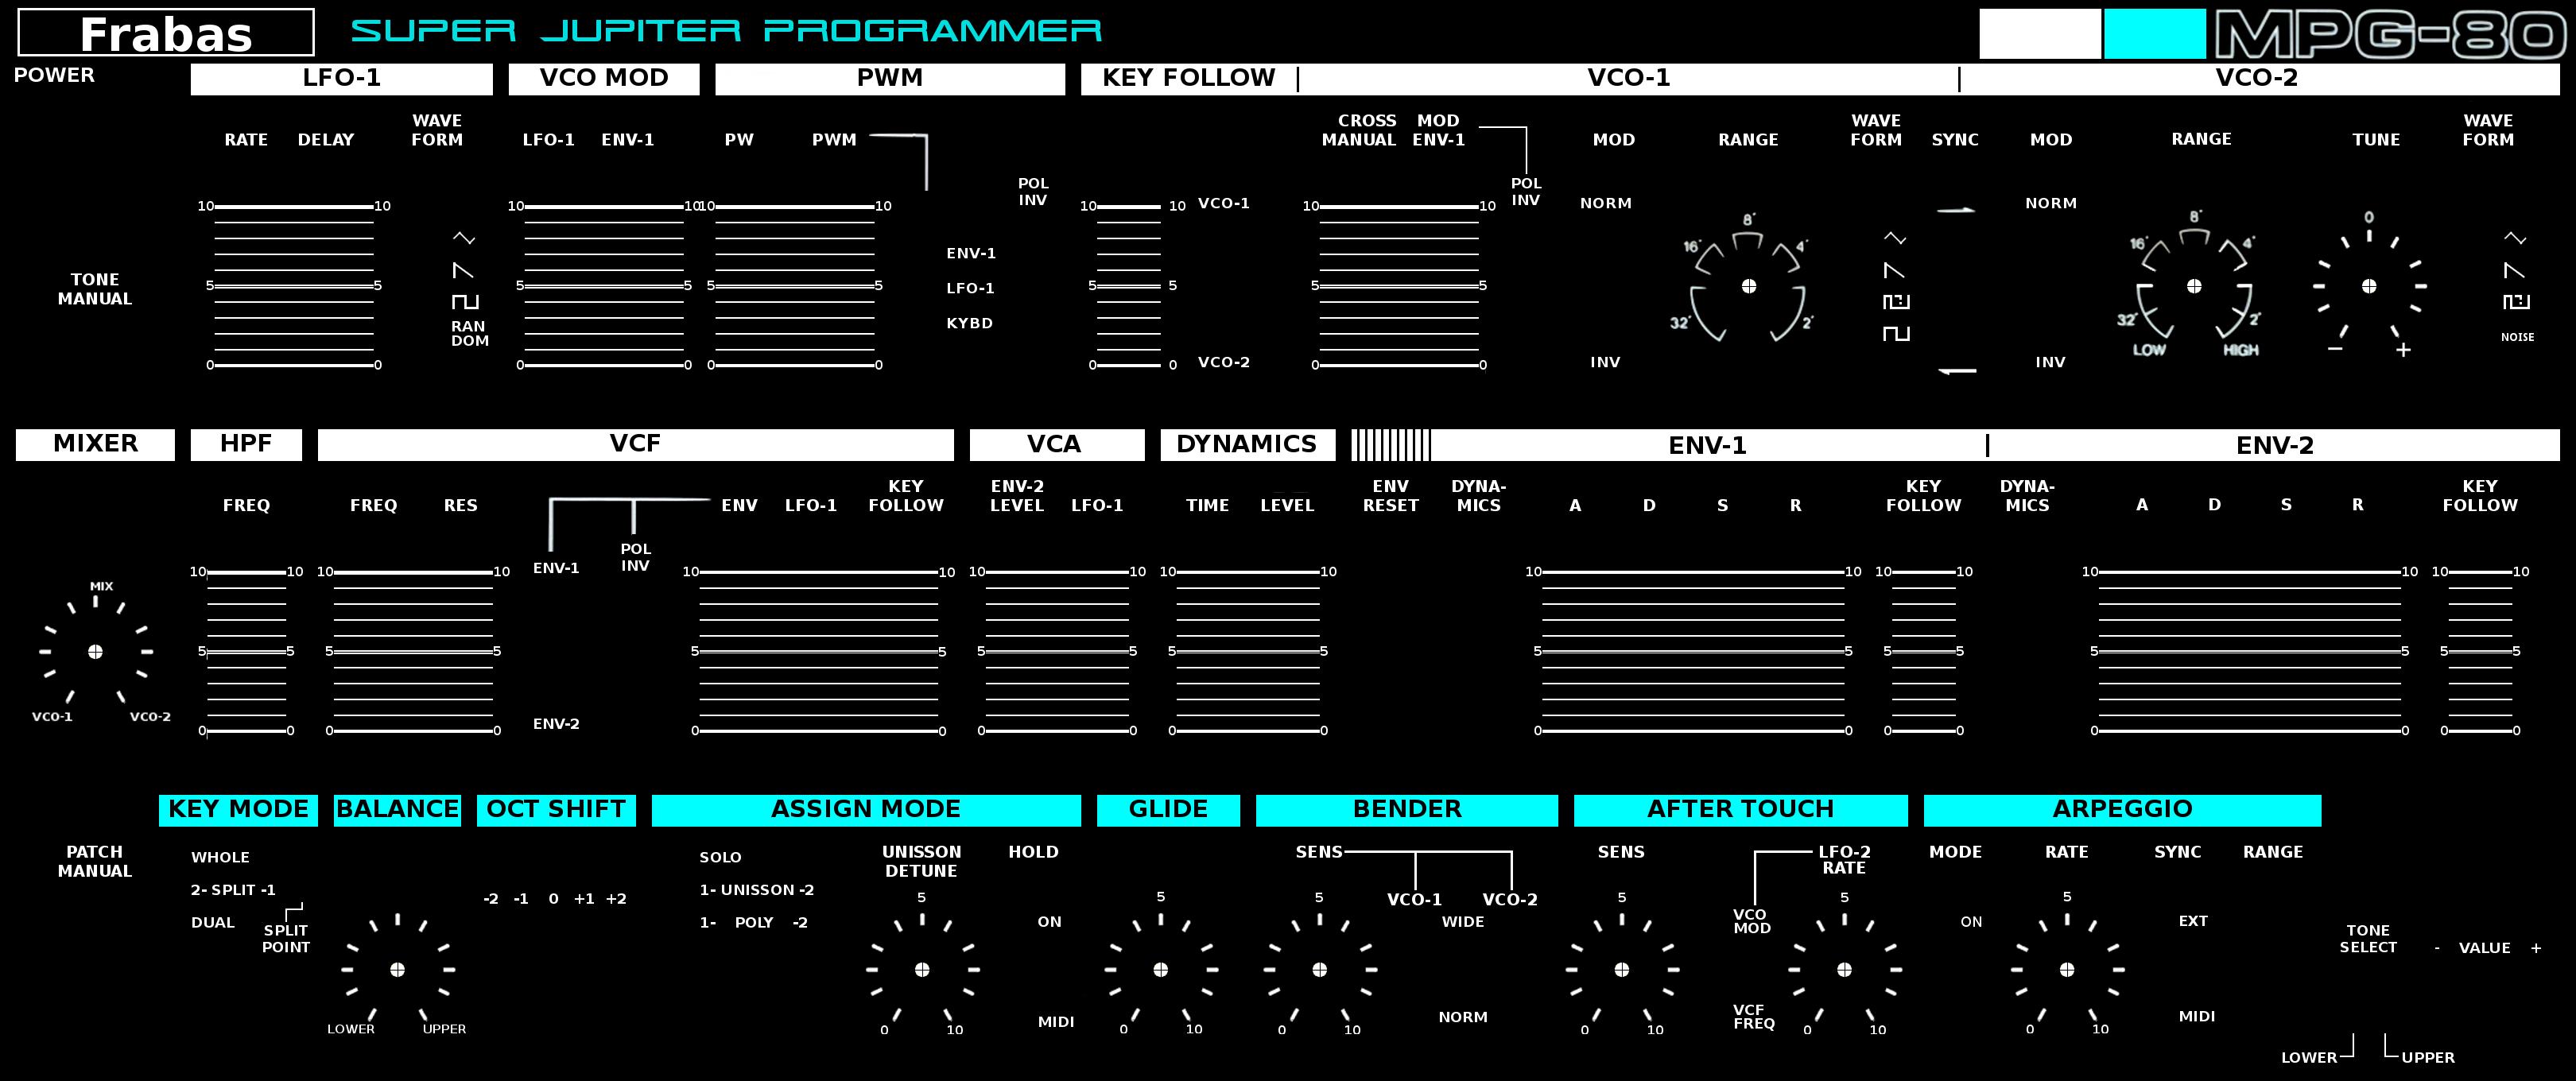 Frabas SUPER JUPITER PROGRAMMER MPG-80
POWER LFO-1 VCO MOD PWM KEY FOLLOW VCO-1 VCO-2
WAVE CROSS MOD WAVE WAVE
RATE DELAY FORM LFO-1 ENV-1 PW PWM MANUAL ENV-1 MOD RANGE FORM SYNC MOD RANGE TUNE FORM
POL POL
INV INV
10 10 10 10 10 10 10 10 VCO-1 10 10 NORM NORM
8' 8' 0
16' 4' 16' 4'
ENV-1
TONE
MANUAL
5 5 5 5 5 5 5 5 5 5
LFO-1
KYBD
32' 2' 32' 2'
RAN
DOM
NOISE
LOW HIGH - +
0 0 0 0 0 0 0 0 VCO-2 0 0 INV INV
MIXER HPF VCF VCA DYNAMICS ENV-1 ENV-2
KEY ENV-2 ENV DYNA- KEY DYNA- KEY
FREQ FREQ RES ENV LFO-1 FOLLOW LEVEL LFO-1 TIME LEVEL RESET MICS A D S R FOLLOW MICS A D S R FOLLOW
POL
INV
10 10 10 10 ENV-1 10 10 10 10 10 10 10 10 10 10 10 10 10 10
MIX
5 5 5 5 5 5 5 5 5 5 5 5 5 5 5 5 5 5
VCO-1 VCO-2
0 0 0 0 ENV-2 0 0 0 0 0 0 0 0 0 0 0 0 0 0
KEY MODE BALANCE OCT SHIFT ASSIGN MODE GLIDE BENDER AFTER TOUCH ARPEGGIO
PATCH
MANUAL
WHOLE SOLO
UNISSON
DETUNE
HOLD SENS SENS LFO-2
RATE
MODE RATE SYNC RANGE
2- SPLIT -1 1- UNISSON -2
-2 -1 0 +1 +2 5 5 5 VCO-1 VCO-2 5 5 5
DUAL 1- POLY -2 ON WIDE VCO
MOD
ON EXT
SPLIT
POINT
TONE
SELECT
- VALUE +
LOWER UPPER 0 10 MIDI 0 10 0 10 NORM 0 10 VCF
FREQ
0 10 0 10 MIDI
LOWER UPPER